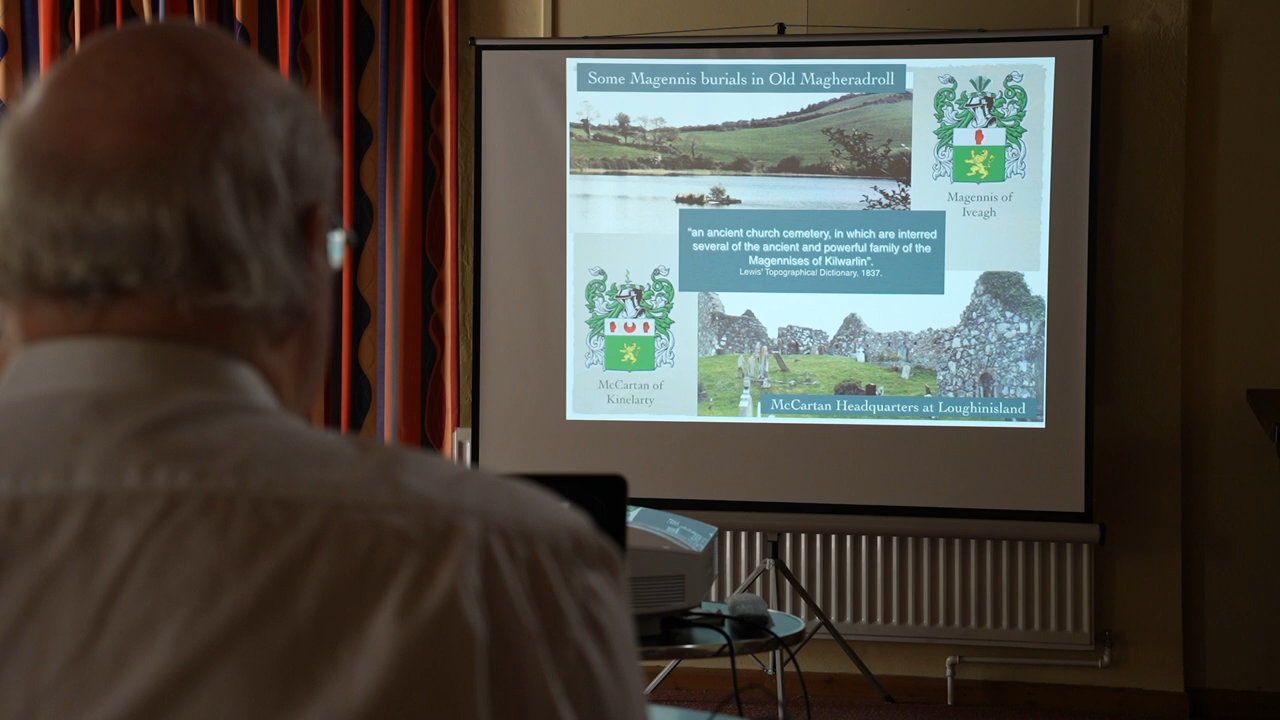 Some Magennis burials in Old Magheradroll
Magennis of
Iveagh
"an ancient church cemetery, in which are interred
several of the ancient and powerful family of the
Magennises of Kilwarlin".
Lewis' Topographical Dictionary, 1837.
McCartan of
Kinelarty
McCartan Headquarters at Loughinisland